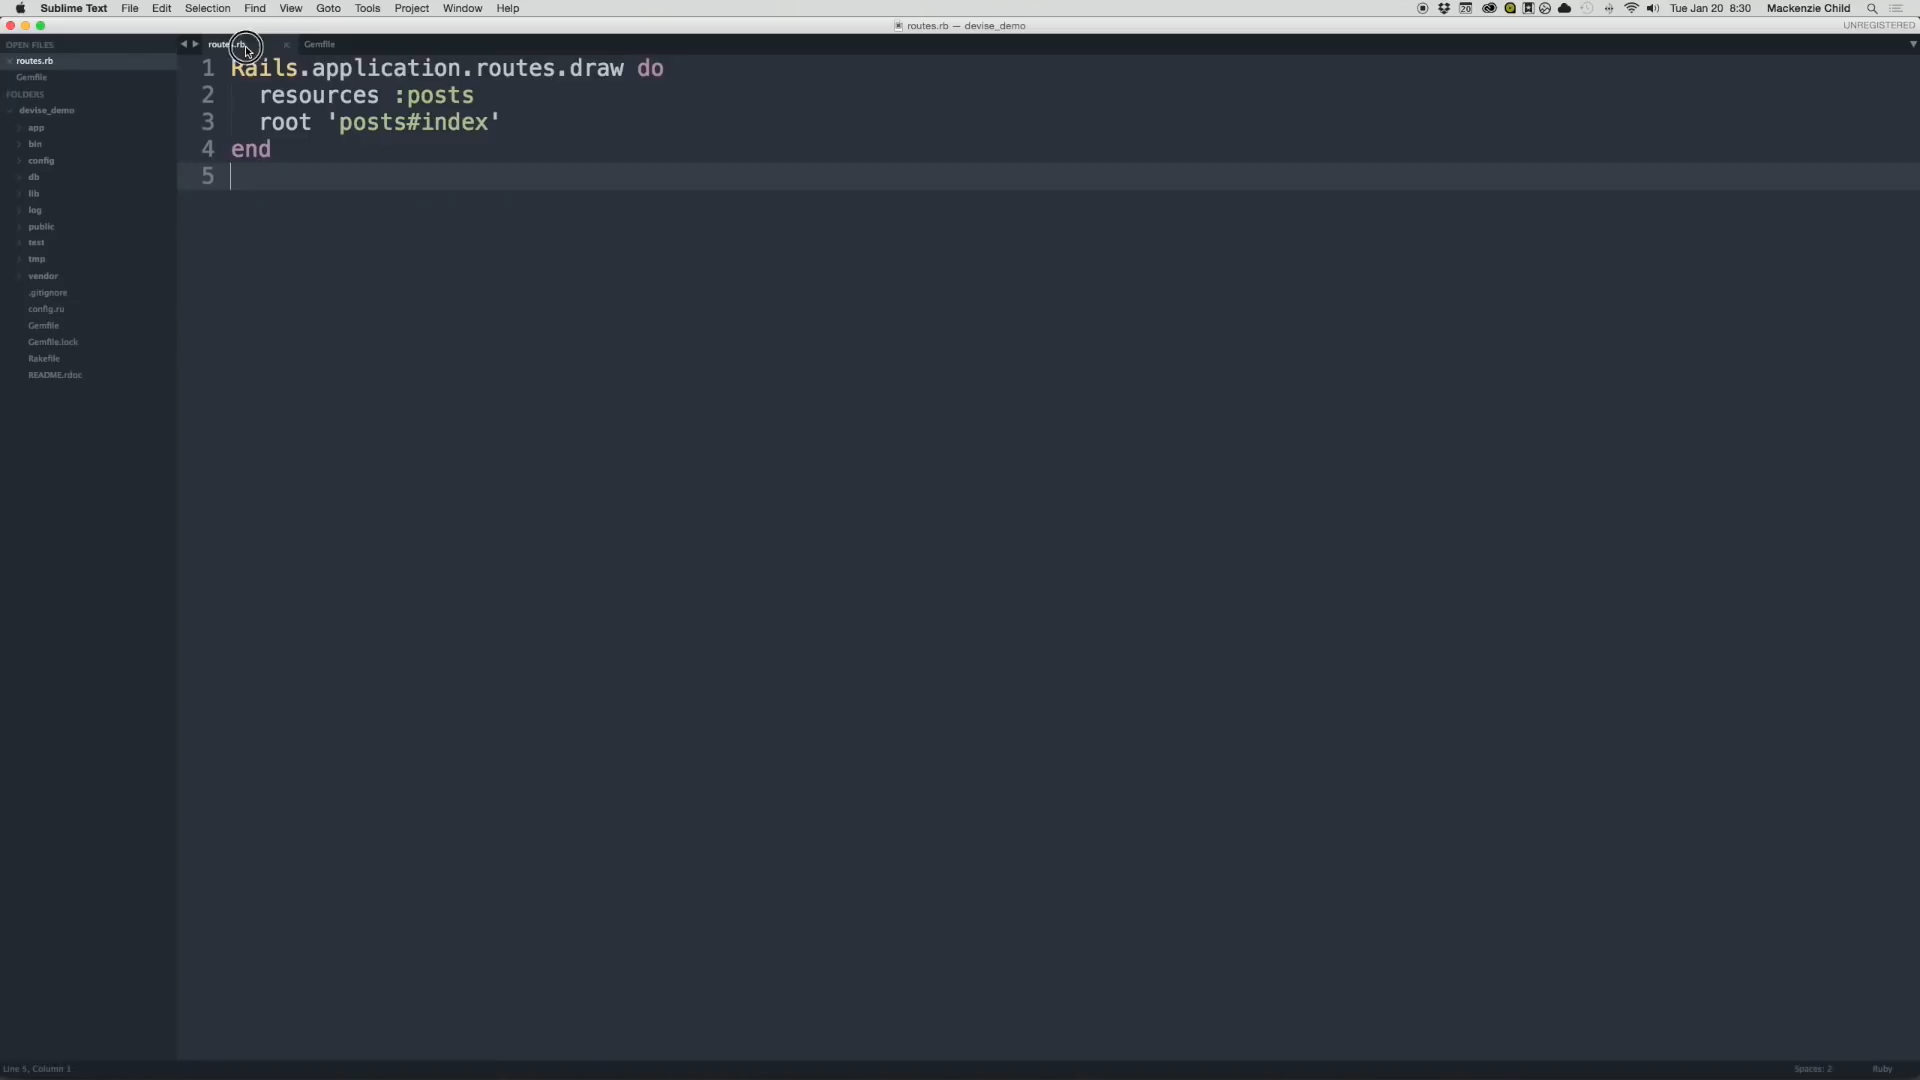 Sublime Text File Edit Selection Find View Goto Tools Project Window Help 20 Tue Jan 20 8:30 Mackenzie Child
routes.rb — devise_demo UNREGISTERED
OPEN FILES
routes.rb
Gemfile
FOLDERS
devise_demo
app
bin
config
db
lib
log
public
test
tmp
vendor
.gitignore
config.ru
Gemfile
Gemfile.lock
Rakefile
README.rdoc
routes.rb Gemfile
1 Rails.application.routes.draw do
2 resources :posts
3 root 'posts#index'
4 end
5
Line 5, Column 1 Spaces: 2 Ruby